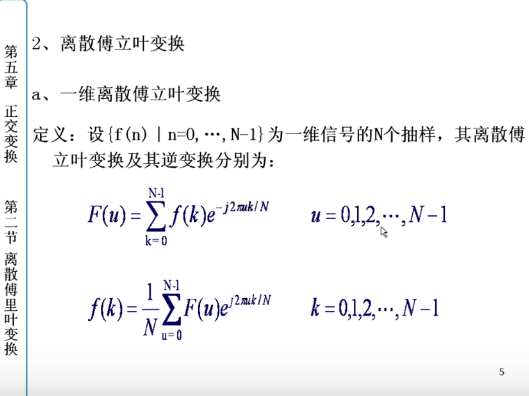 第五章 正交变换 第二节 离散傅里叶变换
2、离散傅立叶变换
a、一维离散傅立叶变换
定义：设{f(n)|n=0,…,N-1}为一维信号的N个抽样，其离散傅
立叶变换及其逆变换分别为：
F(u) = ∑_{k=0}^{N-1} f(k)e^{-j2πuk/N}  u = 0,1,2,…,N-1
f(k) = \frac{1}{N} ∑_{u=0}^{N-1} F(u)e^{j2πuk/N}  k = 0,1,2,…,N-1
5